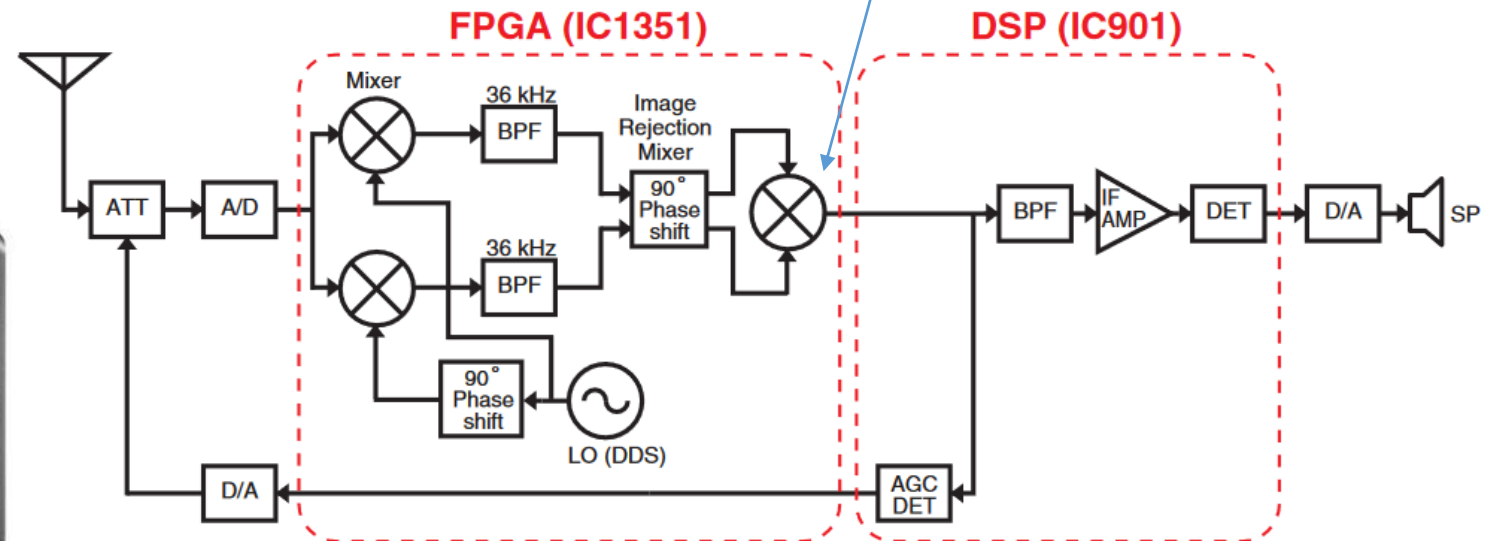 FPGA (IC1351)
DSP (IC901)
Mixer
36 kHz
BPF
Image
Rejection
Mixer
90°
Phase
shift
ATT
A/D
36 kHz
BPF
BPF
IF
AMP
DET
D/A
SP
90°
Phase
shift
LO (DDS)
D/A
AGC
DET